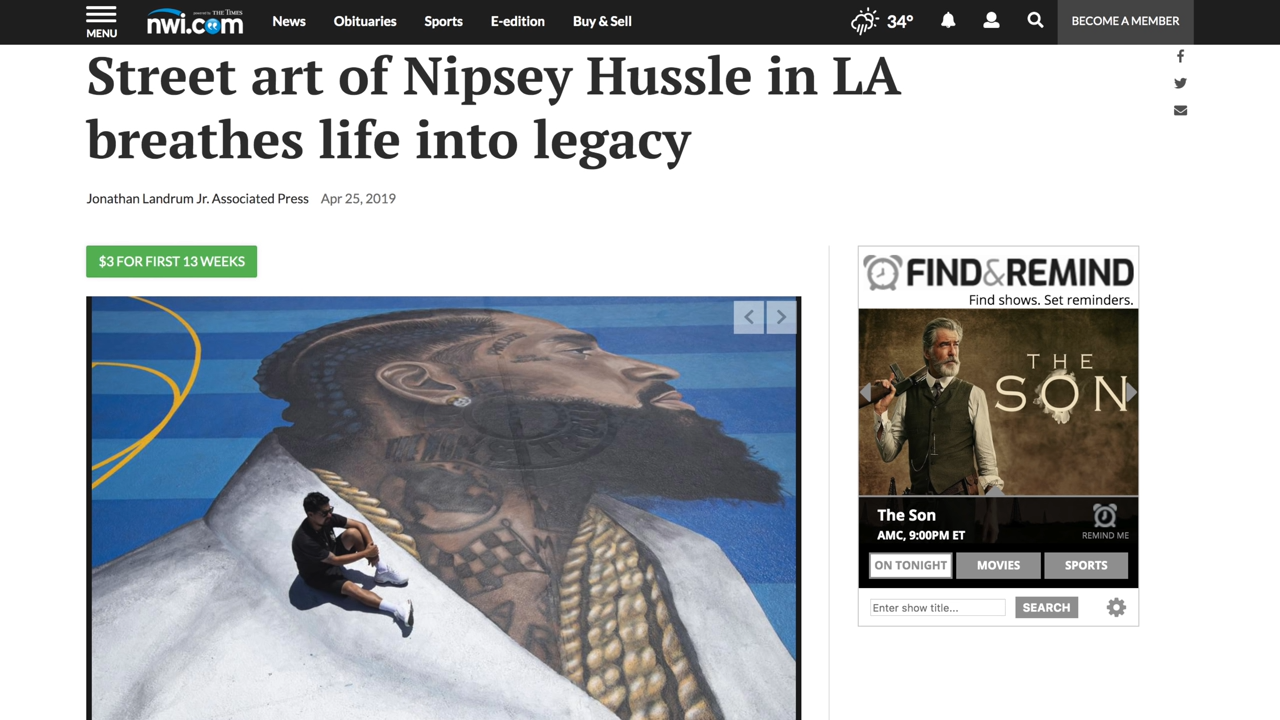 MENU
powered by THE TIMES
nwi.com
News
Obituaries
Sports
E-edition
Buy & Sell
34°
BECOME A MEMBER
Street art of Nipsey Hussle in LA
breathes life into legacy
Jonathan Landrum Jr. Associated Press Apr 25, 2019
$3 FOR FIRST 13 WEEKS
FIND&REMIND
Find shows. Set reminders.
THE
SON
The Son
AMC, 9:00PM ET
REMIND ME
ON TONIGHT
MOVIES
SPORTS
Enter show title...
SEARCH